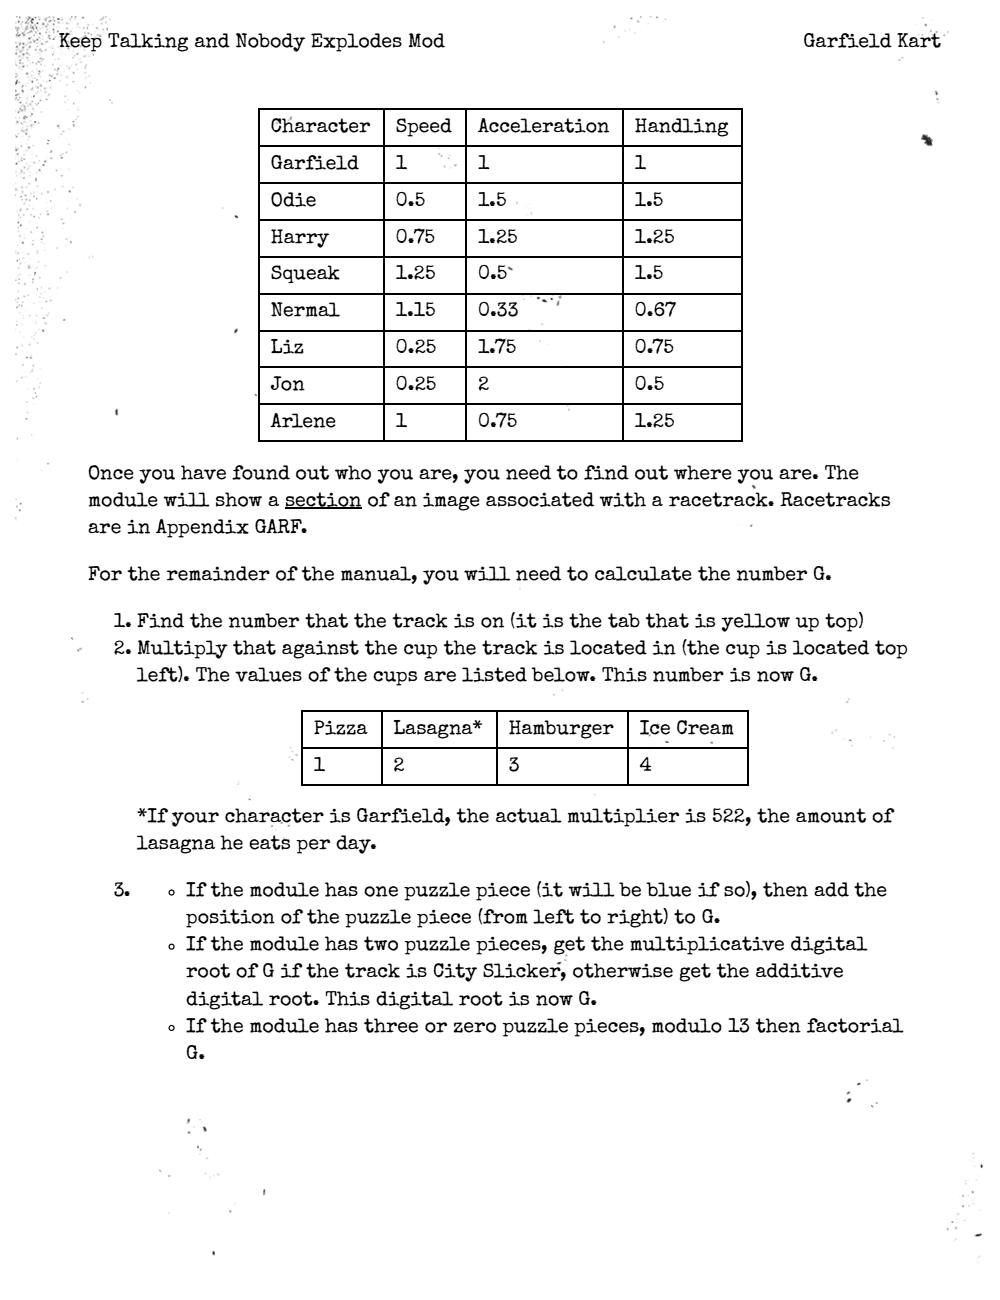 Keep Talking and Nobody Explodes Mod Garfield Kart
Character Speed Acceleration Handling
Garfield 1 1 1
Odie 0.5 1.5 1.5
Harry 0.75 1.25 1.25
Squeak 1.25 0.5 1.5
Nermal 1.15 0.33 0.67
Liz 0.25 1.75 0.75
Jon 0.25 2 0.5
Arlene 1 0.75 1.25
Once you have found out who you are, you need to find out where you are. The
module will show a section of an image associated with a racetrack. Racetracks
are in Appendix GARF.
For the remainder of the manual, you will need to calculate the number G.
1. Find the number that the track is on (it is the tab that is yellow up top)
2. Multiply that against the cup the track is located in (the cup is located top
left). The values of the cups are listed below. This number is now G.
Pizza Lasagna* Hamburger Ice Cream
1 2 3 4
*If your character is Garfield, the actual multiplier is 522, the amount of
lasagna he eats per day.
3. ◦ If the module has one puzzle piece (it will be blue if so), then add the
position of the puzzle piece (from left to right) to G.
◦ If the module has two puzzle pieces, get the multiplicative digital
root of G if the track is City Slicker, otherwise get the additive
digital root. This digital root is now G.
◦ If the module has three or zero puzzle pieces, modulo 13 then factorial
G.